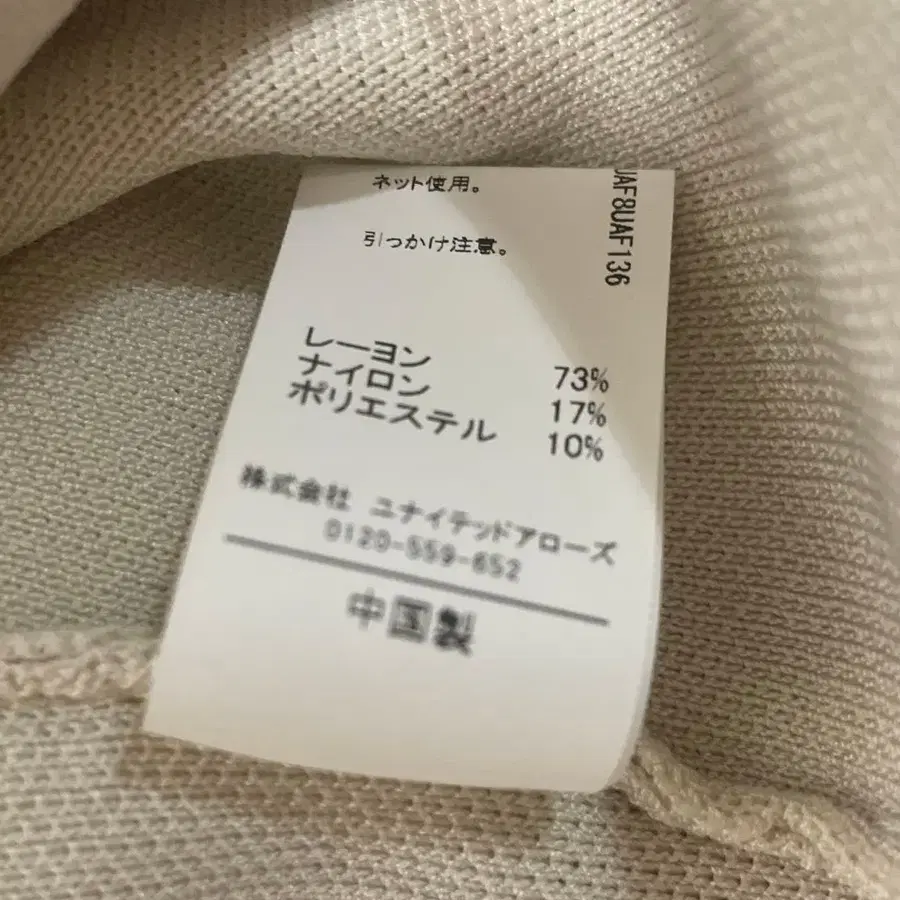 ネット使用。
引っかけ注意。
UAF8UAF136
レーヨン 73%
ナイロン 17%
ポリエステル 10%
株式会社 ユナイテッドアローズ
0120-559-652
中国製